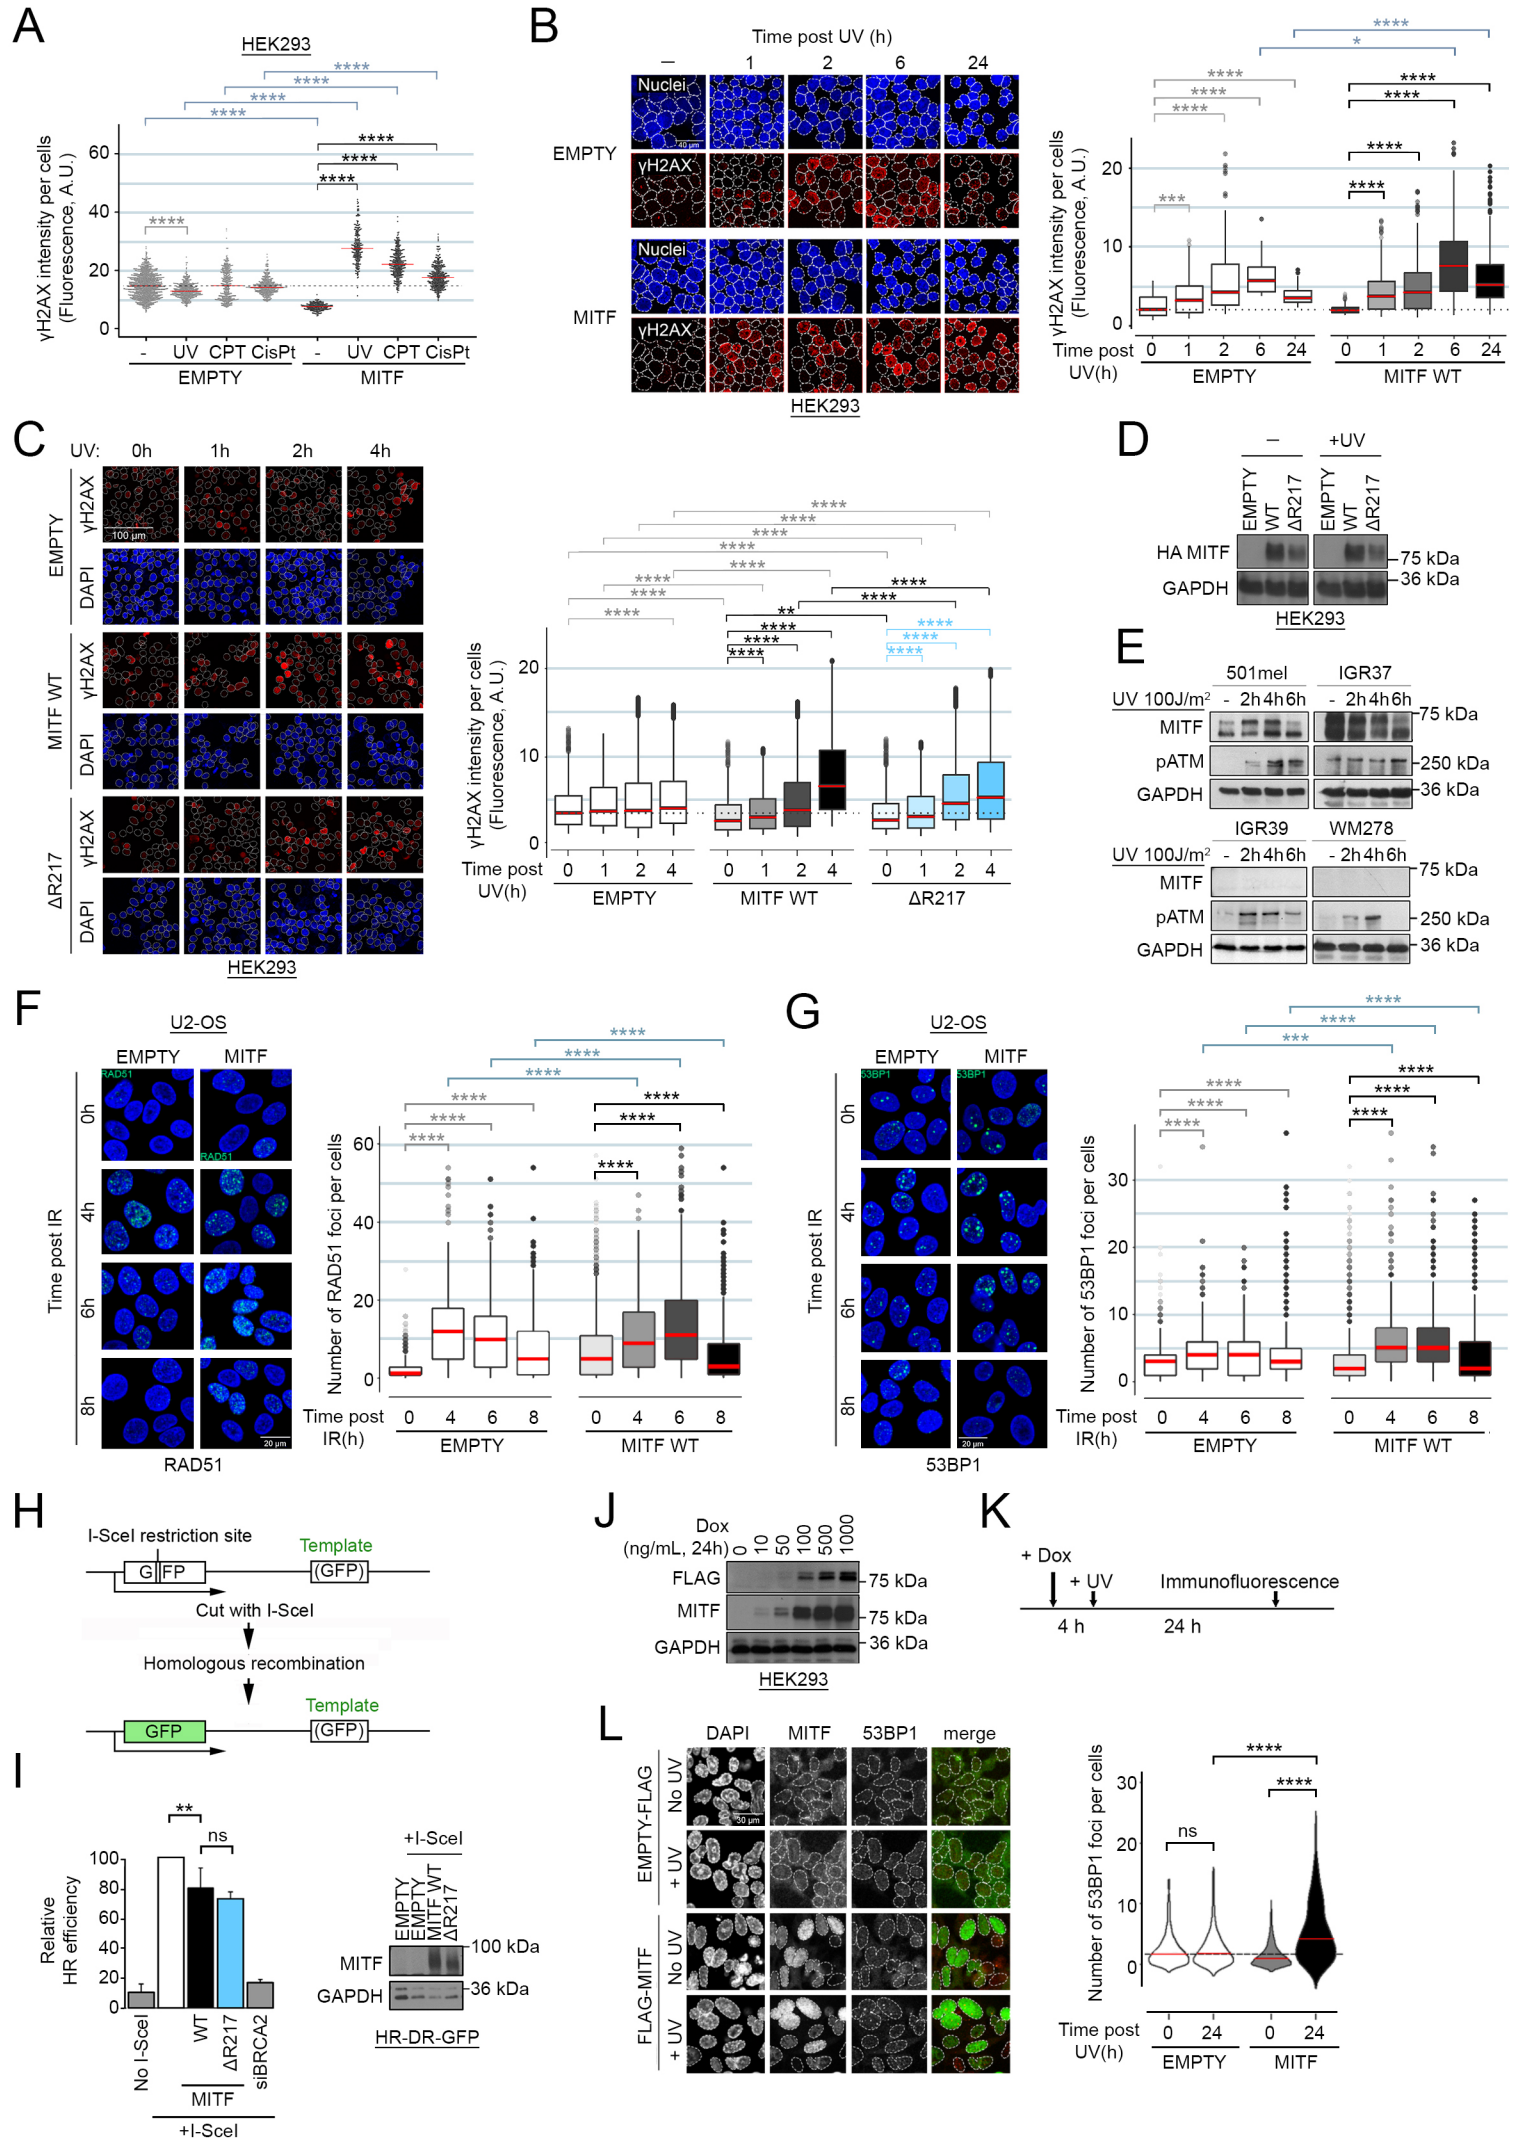 A
HEK293
****
****
****
****
****
****
****
****
γH2AX intensity per cells
(Fluorescence, A.U.)
60
40
20
0
- UV CPT CisPt - UV CPT CisPt
EMPTY MITF
B
Time post UV (h)
— 1 2 6 24
EMPTY
Nuclei
40 µm
γH2AX
MITF
Nuclei
γH2AX
HEK293
****
*
****
****
****
***
****
****
****
****
γH2AX intensity per cells
(Fluorescence, A.U.)
20
10
0
Time post
UV(h)
0 1 2 6 24 0 1 2 6 24
EMPTY MITF WT
C
UV: 0h 1h 2h 4h
EMPTY
γH2AX
100 µm
DAPI
MITF WT
γH2AX
DAPI
ΔR217
γH2AX
DAPI
HEK293
****
****
****
****
****
****
****
****
****
****
**
****
****
****
****
****
****
γH2AX intensity per cells
(Fluorescence, A.U.)
20
10
0
Time post
UV(h)
0 1 2 4 0 1 2 4 0 1 2 4
EMPTY MITF WT ΔR217
D
— +UV
EMPTY WT ΔR217 EMPTY WT ΔR217
HA MITF
75 kDa
GAPDH
36 kDa
HEK293
E
501mel IGR37
UV 100J/m2 - 2h 4h 6h - 2h 4h 6h
MITF
75 kDa
pATM
250 kDa
GAPDH
36 kDa
IGR39 WM278
UV 100J/m2 - 2h 4h 6h - 2h 4h 6h
MITF
75 kDa
pATM
250 kDa
GAPDH
36 kDa
F
U2-OS
EMPTY MITF
Time post IR
0h
RAD51
RAD51
4h
6h
8h
20 µm
RAD51
****
****
****
****
****
****
****
****
****
Number of RAD51 foci per cells
60
40
20
0
Time post
IR(h)
0 4 6 8 0 4 6 8
EMPTY MITF WT
G
U2-OS
EMPTY MITF
Time post IR
0h
53BP1
53BP1
4h
6h
8h
20 µm
53BP1
****
****
***
****
****
****
****
****
****
Number of 53BP1 foci per cells
30
20
10
0
Time post
IR(h)
0 4 6 8 0 4 6 8
EMPTY MITF WT
H
I-SceI restriction site
Template
G FP (GFP)
Cut with I-SceI
Homologous recombination
Template
GFP (GFP)
I
**
ns
Relative
HR efficiency
100
80
60
40
20
0
No I-SceI
WT
ΔR217
siBRCA2
MITF
+I-SceI
+I-SceI
EMPTY
EMPTY
MITF WT
ΔR217
MITF
100 kDa
GAPDH
36 kDa
HR-DR-GFP
J
Dox
(ng/mL, 24h)
0 10 50 100 500 1000
FLAG
75 kDa
MITF
75 kDa
GAPDH
36 kDa
HEK293
K
+ Dox
+ UV Immunofluorescence
4 h 24 h
L
DAPI MITF 53BP1 merge
EMPTY-FLAG
No UV
30 µm
+ UV
FLAG-MITF
No UV
+ UV
****
****
ns
Number of 53BP1 foci per cells
30
20
10
0
Time post
UV(h)
0 24 0 24
EMPTY MITF